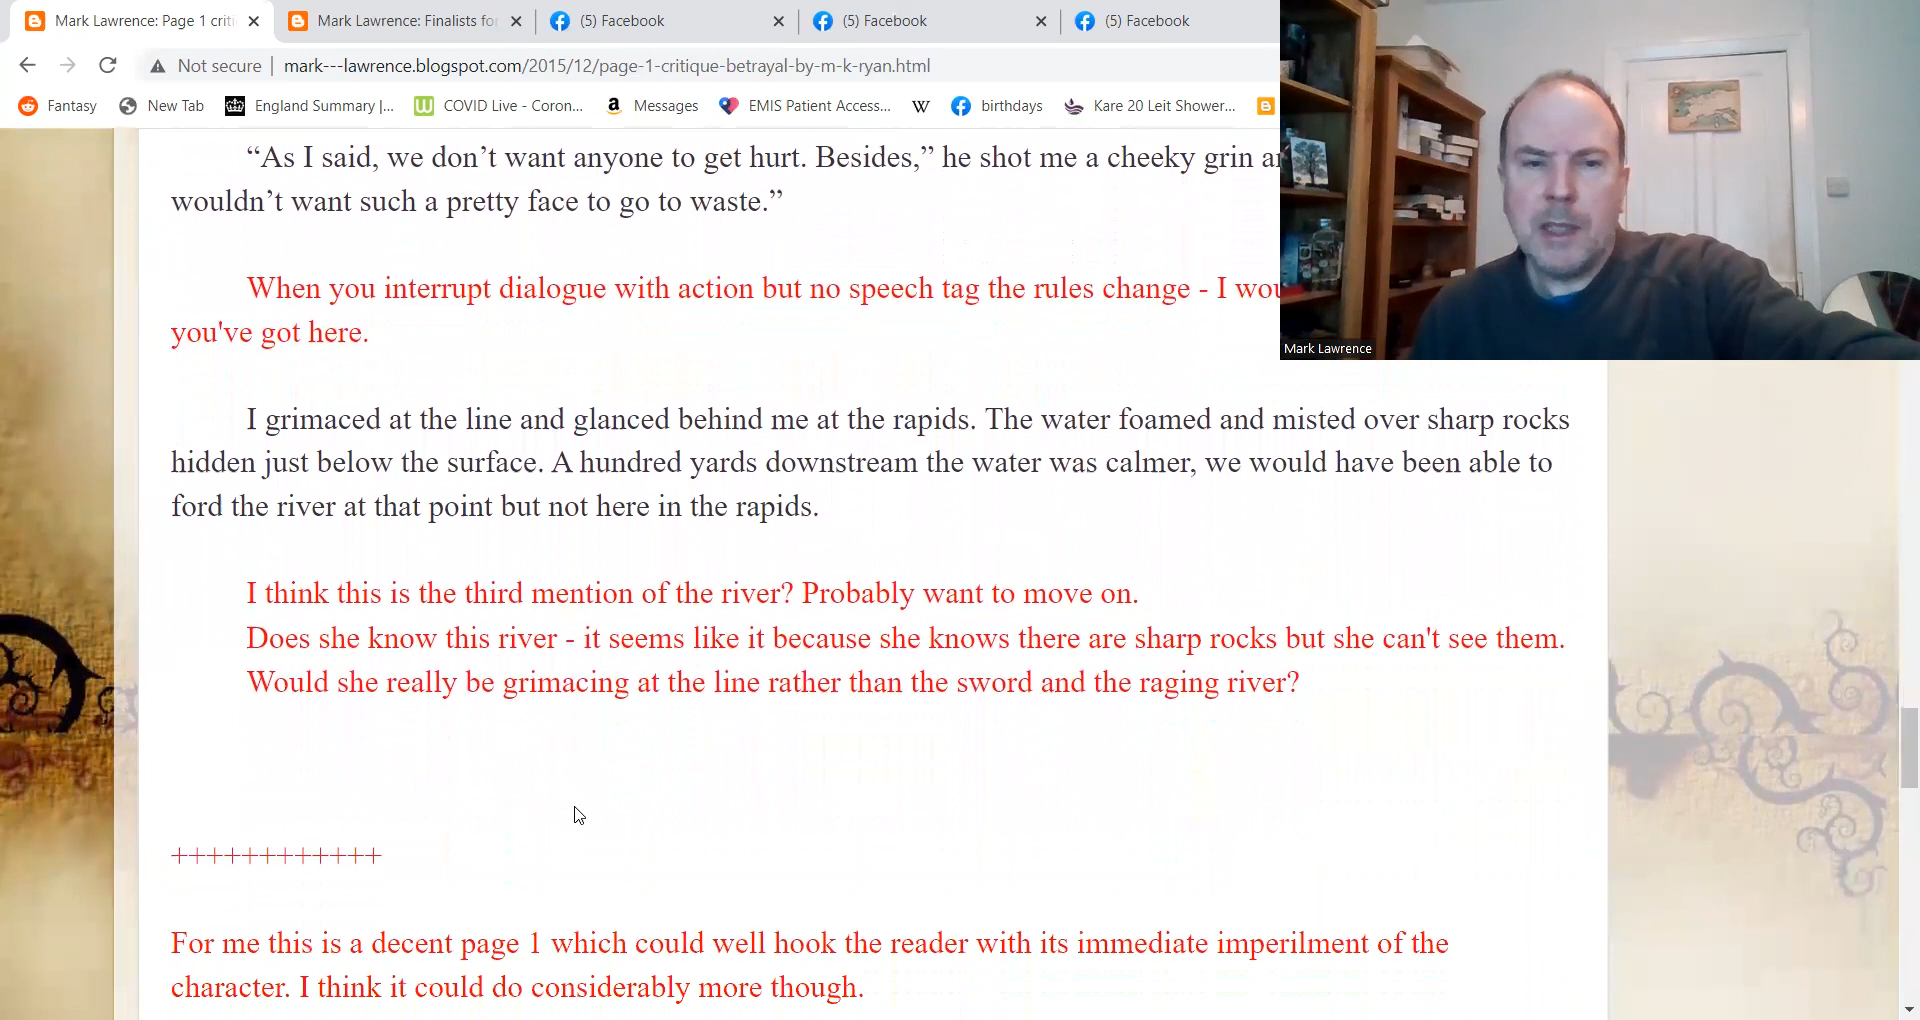 Mark Lawrence: Page 1 criti
Mark Lawrence: Finalists fo
(5) Facebook
(5) Facebook
(5) Facebook
Not secure
mark---lawrence.blogspot.com/2015/12/page-1-critique-betrayal-by-m-k-ryan.html
Fantasy
New Tab
England Summary |...
COVID Live - Coron...
Messages
EMIS Patient Access...
W
birthdays
Kare 20 Leit Shower...
“As I said, we don’t want anyone to get hurt. Besides,” he shot me a cheeky grin
wouldn’t want such a pretty face to go to waste.”
When you interrupt dialogue with action but no speech tag the rules change - I
you've got here.
Mark Lawrence
I grimaced at the line and glanced behind me at the rapids. The water foamed and misted over sharp rocks
hidden just below the surface. A hundred yards downstream the water was calmer, we would have been able to
ford the river at that point but not here in the rapids.
I think this is the third mention of the river? Probably want to move on.
Does she know this river - it seems like it because she knows there are sharp rocks but she can't see them.
Would she really be grimacing at the line rather than the sword and the raging river?
++++++++++++
For me this is a decent page 1 which could well hook the reader with its immediate imperilment of the
character. I think it could do considerably more though.